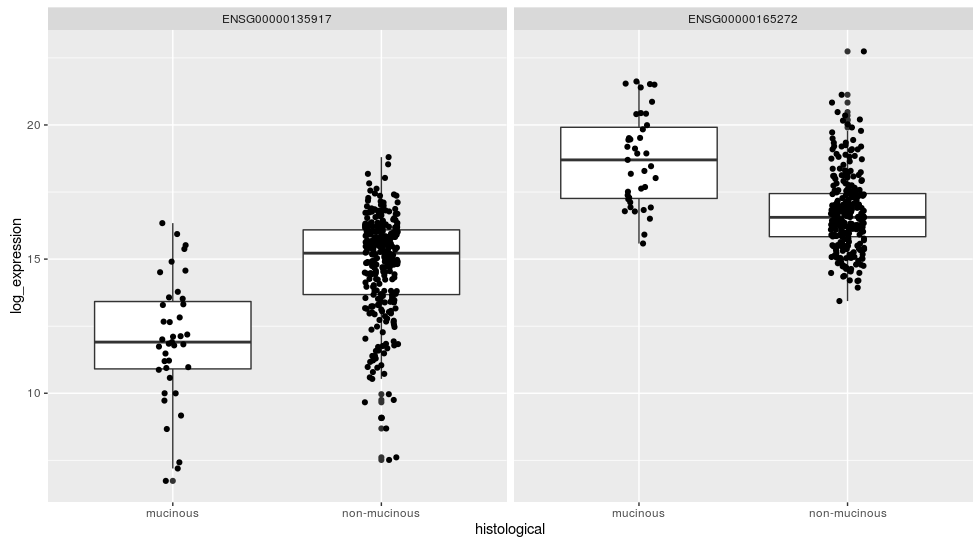 ENSG00000135917
ENSG00000165272
20
15
10
log_expression
mucinous
non-mucinous
mucinous
non-mucinous
histological